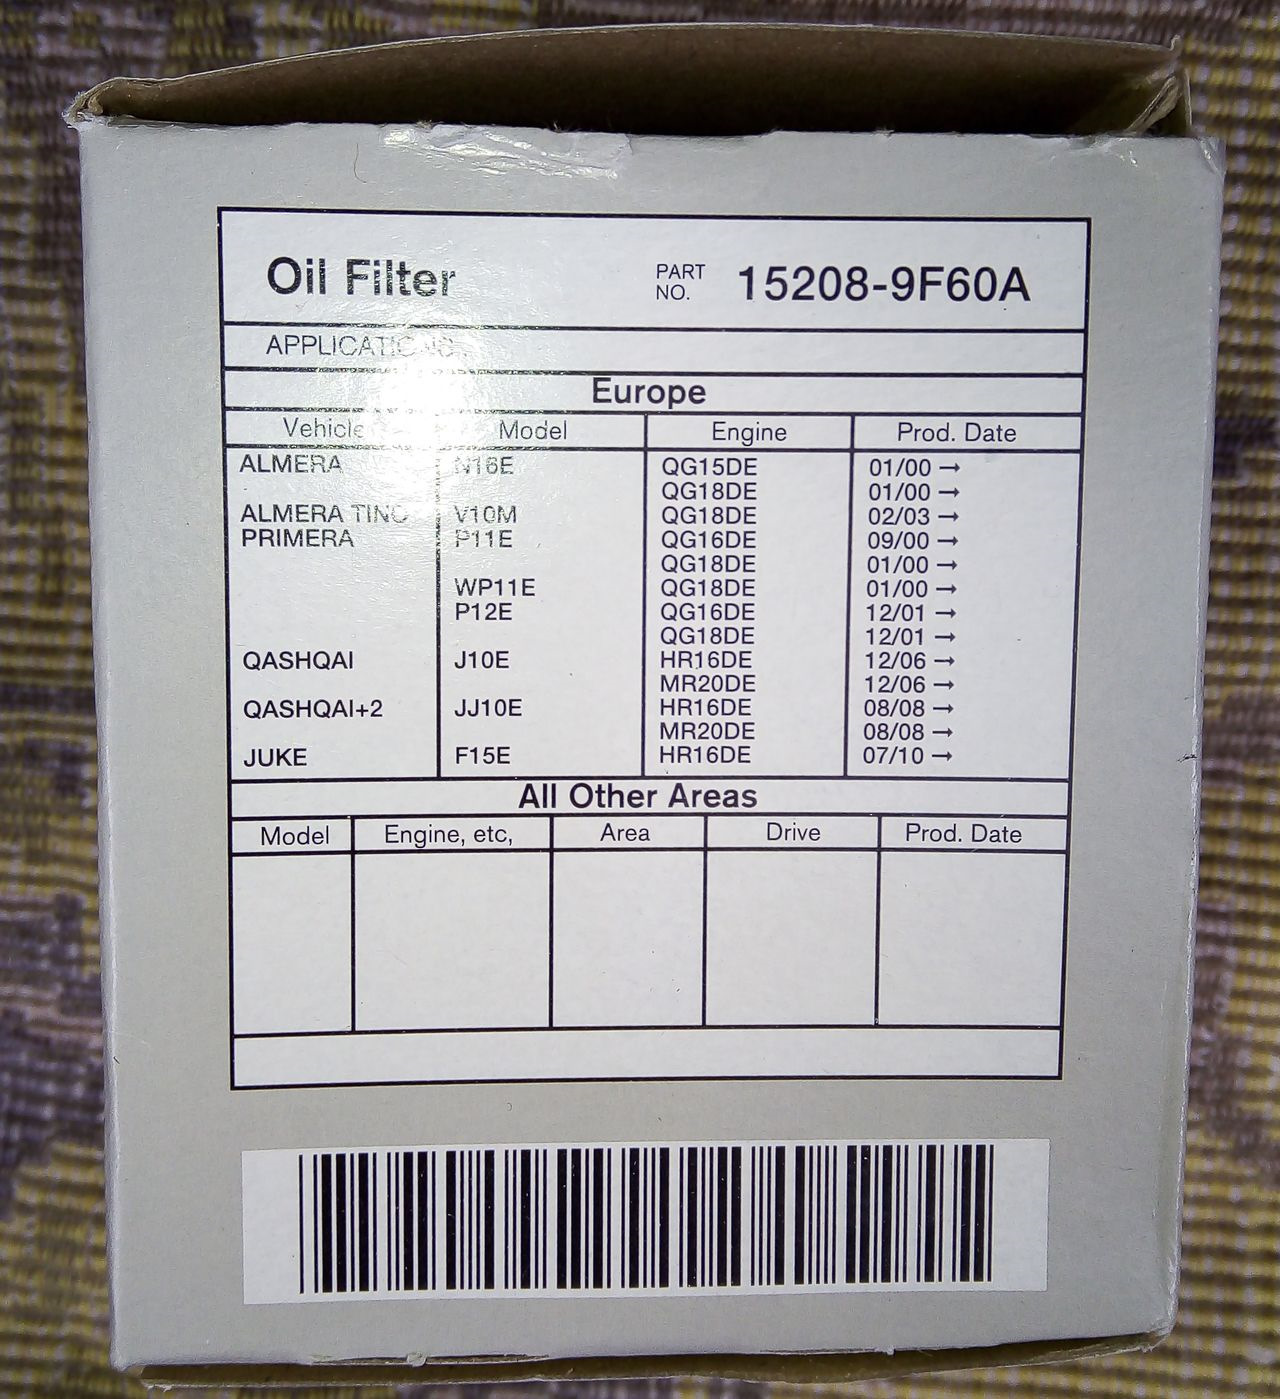 Oil Filter PART NO. 15208-9F60A
APPLICATIONS
Europe
Vehicle Model Engine Prod. Date
ALMERA N16E QG15DE 01/00 →
QG18DE 01/00 →
ALMERA TINO V10M QG18DE 02/03 →
PRIMERA P11E QG16DE 09/00 →
QG18DE 01/00 →
WP11E QG18DE 01/00 →
P12E QG16DE 12/01 →
QG18DE 12/01 →
QASHQAI J10E HR16DE 12/06 →
MR20DE 12/06 →
QASHQAI+2 JJ10E HR16DE 08/08 →
MR20DE 08/08 →
JUKE F15E HR16DE 07/10 →
All Other Areas
Model Engine, etc, Area Drive Prod. Date